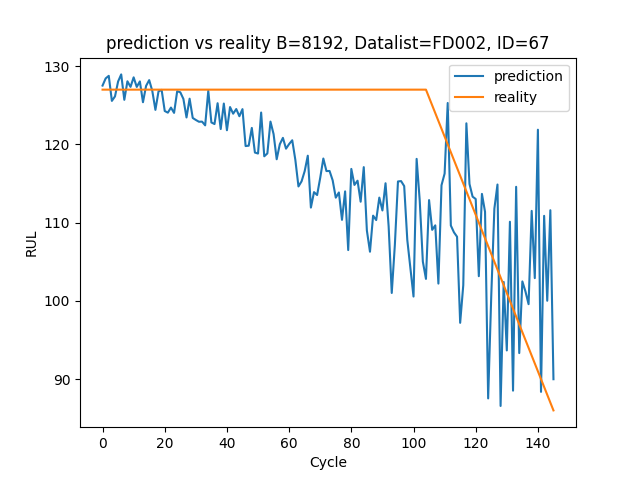 prediction vs reality B=8192, Datalist=FD002, ID=67
prediction
reality
130
120
110
100
90
RUL
0 20 40 60 80 100 120 140
Cycle